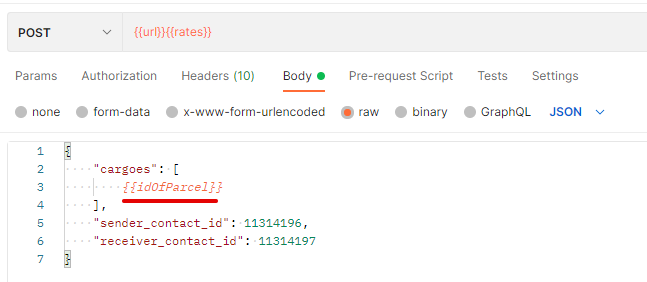 POST {{url}}{{rates}}
Params Authorization Headers (10) Body Pre-request Script Tests Settings
none form-data x-www-form-urlencoded raw binary GraphQL JSON
1 {
2 "cargoes": [
3 {{idOfParcel}}
4 ],
5 "sender_contact_id": 11314196,
6 "receiver_contact_id": 11314197
7 }